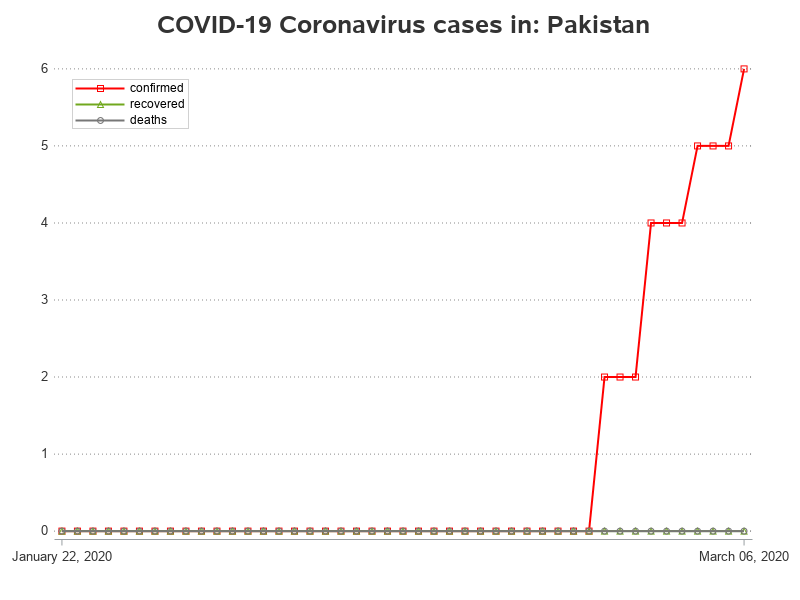 COVID-19 Coronavirus cases in: Pakistan
6
confirmed
recovered
deaths
5
4
3
2
1
0
January 22, 2020
March 06, 2020